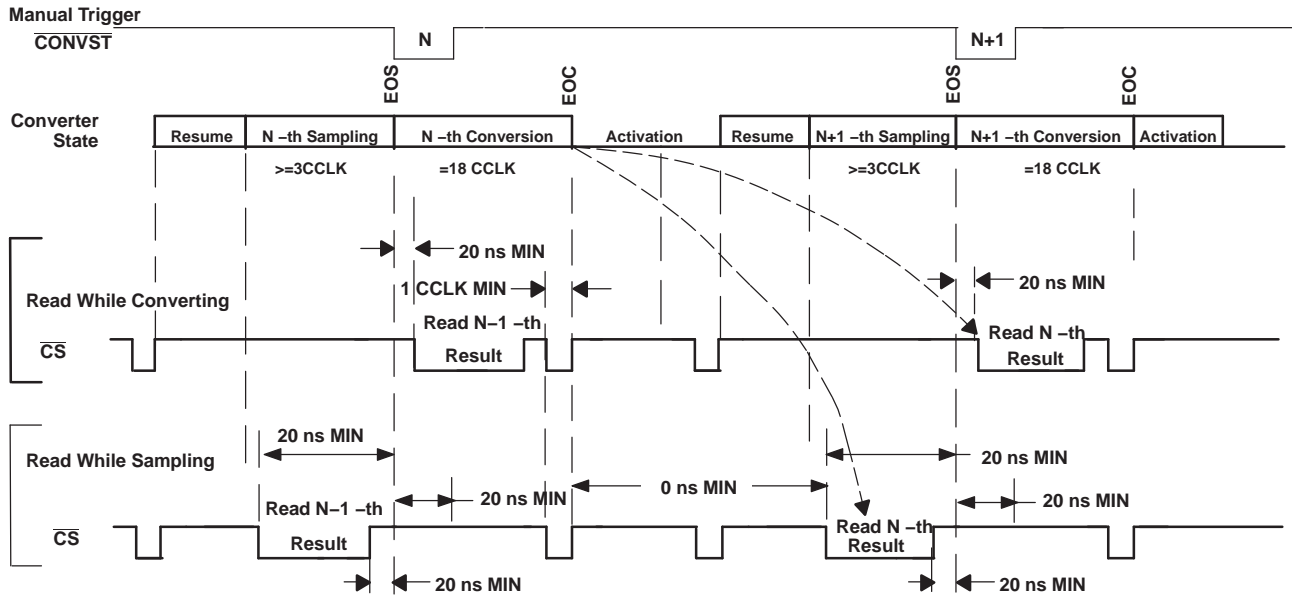 Manual Trigger
CONVST
N
N+1
EOS
EOC
EOS
EOC
Converter
State
Resume
N –th Sampling
N –th Conversion
Activation
Resume
N+1 –th Sampling
N+1 –th Conversion
Activation
>=3CCLK
=18 CCLK
>=3CCLK
=18 CCLK
20 ns MIN
20 ns MIN
1 CCLK MIN
Read While Converting
Read N–1 –th
Result
Read N –th
Result
CS
20 ns MIN
20 ns MIN
Read While Sampling
0 ns MIN
20 ns MIN
20 ns MIN
Read N–1 –th
Result
Read N –th
Result
CS
20 ns MIN
20 ns MIN